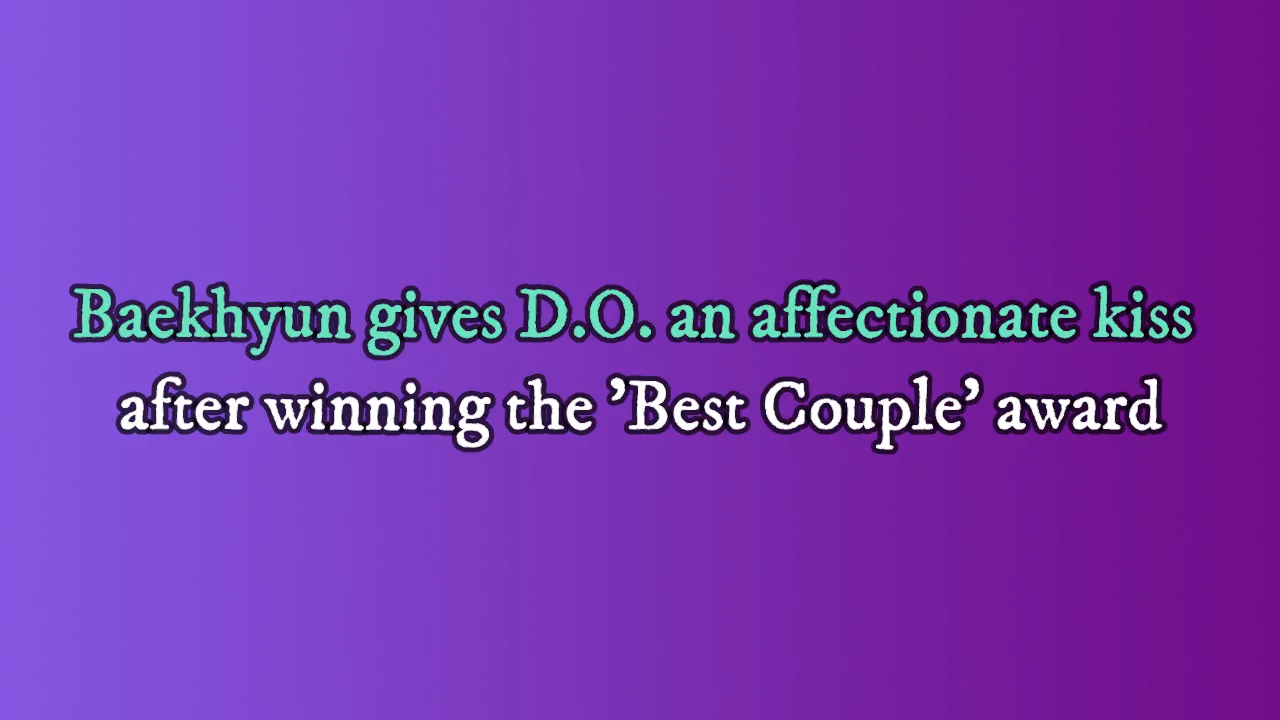 Baekhyun gives D.O. an affectionate kiss
after winning the ’Best Couple’ award